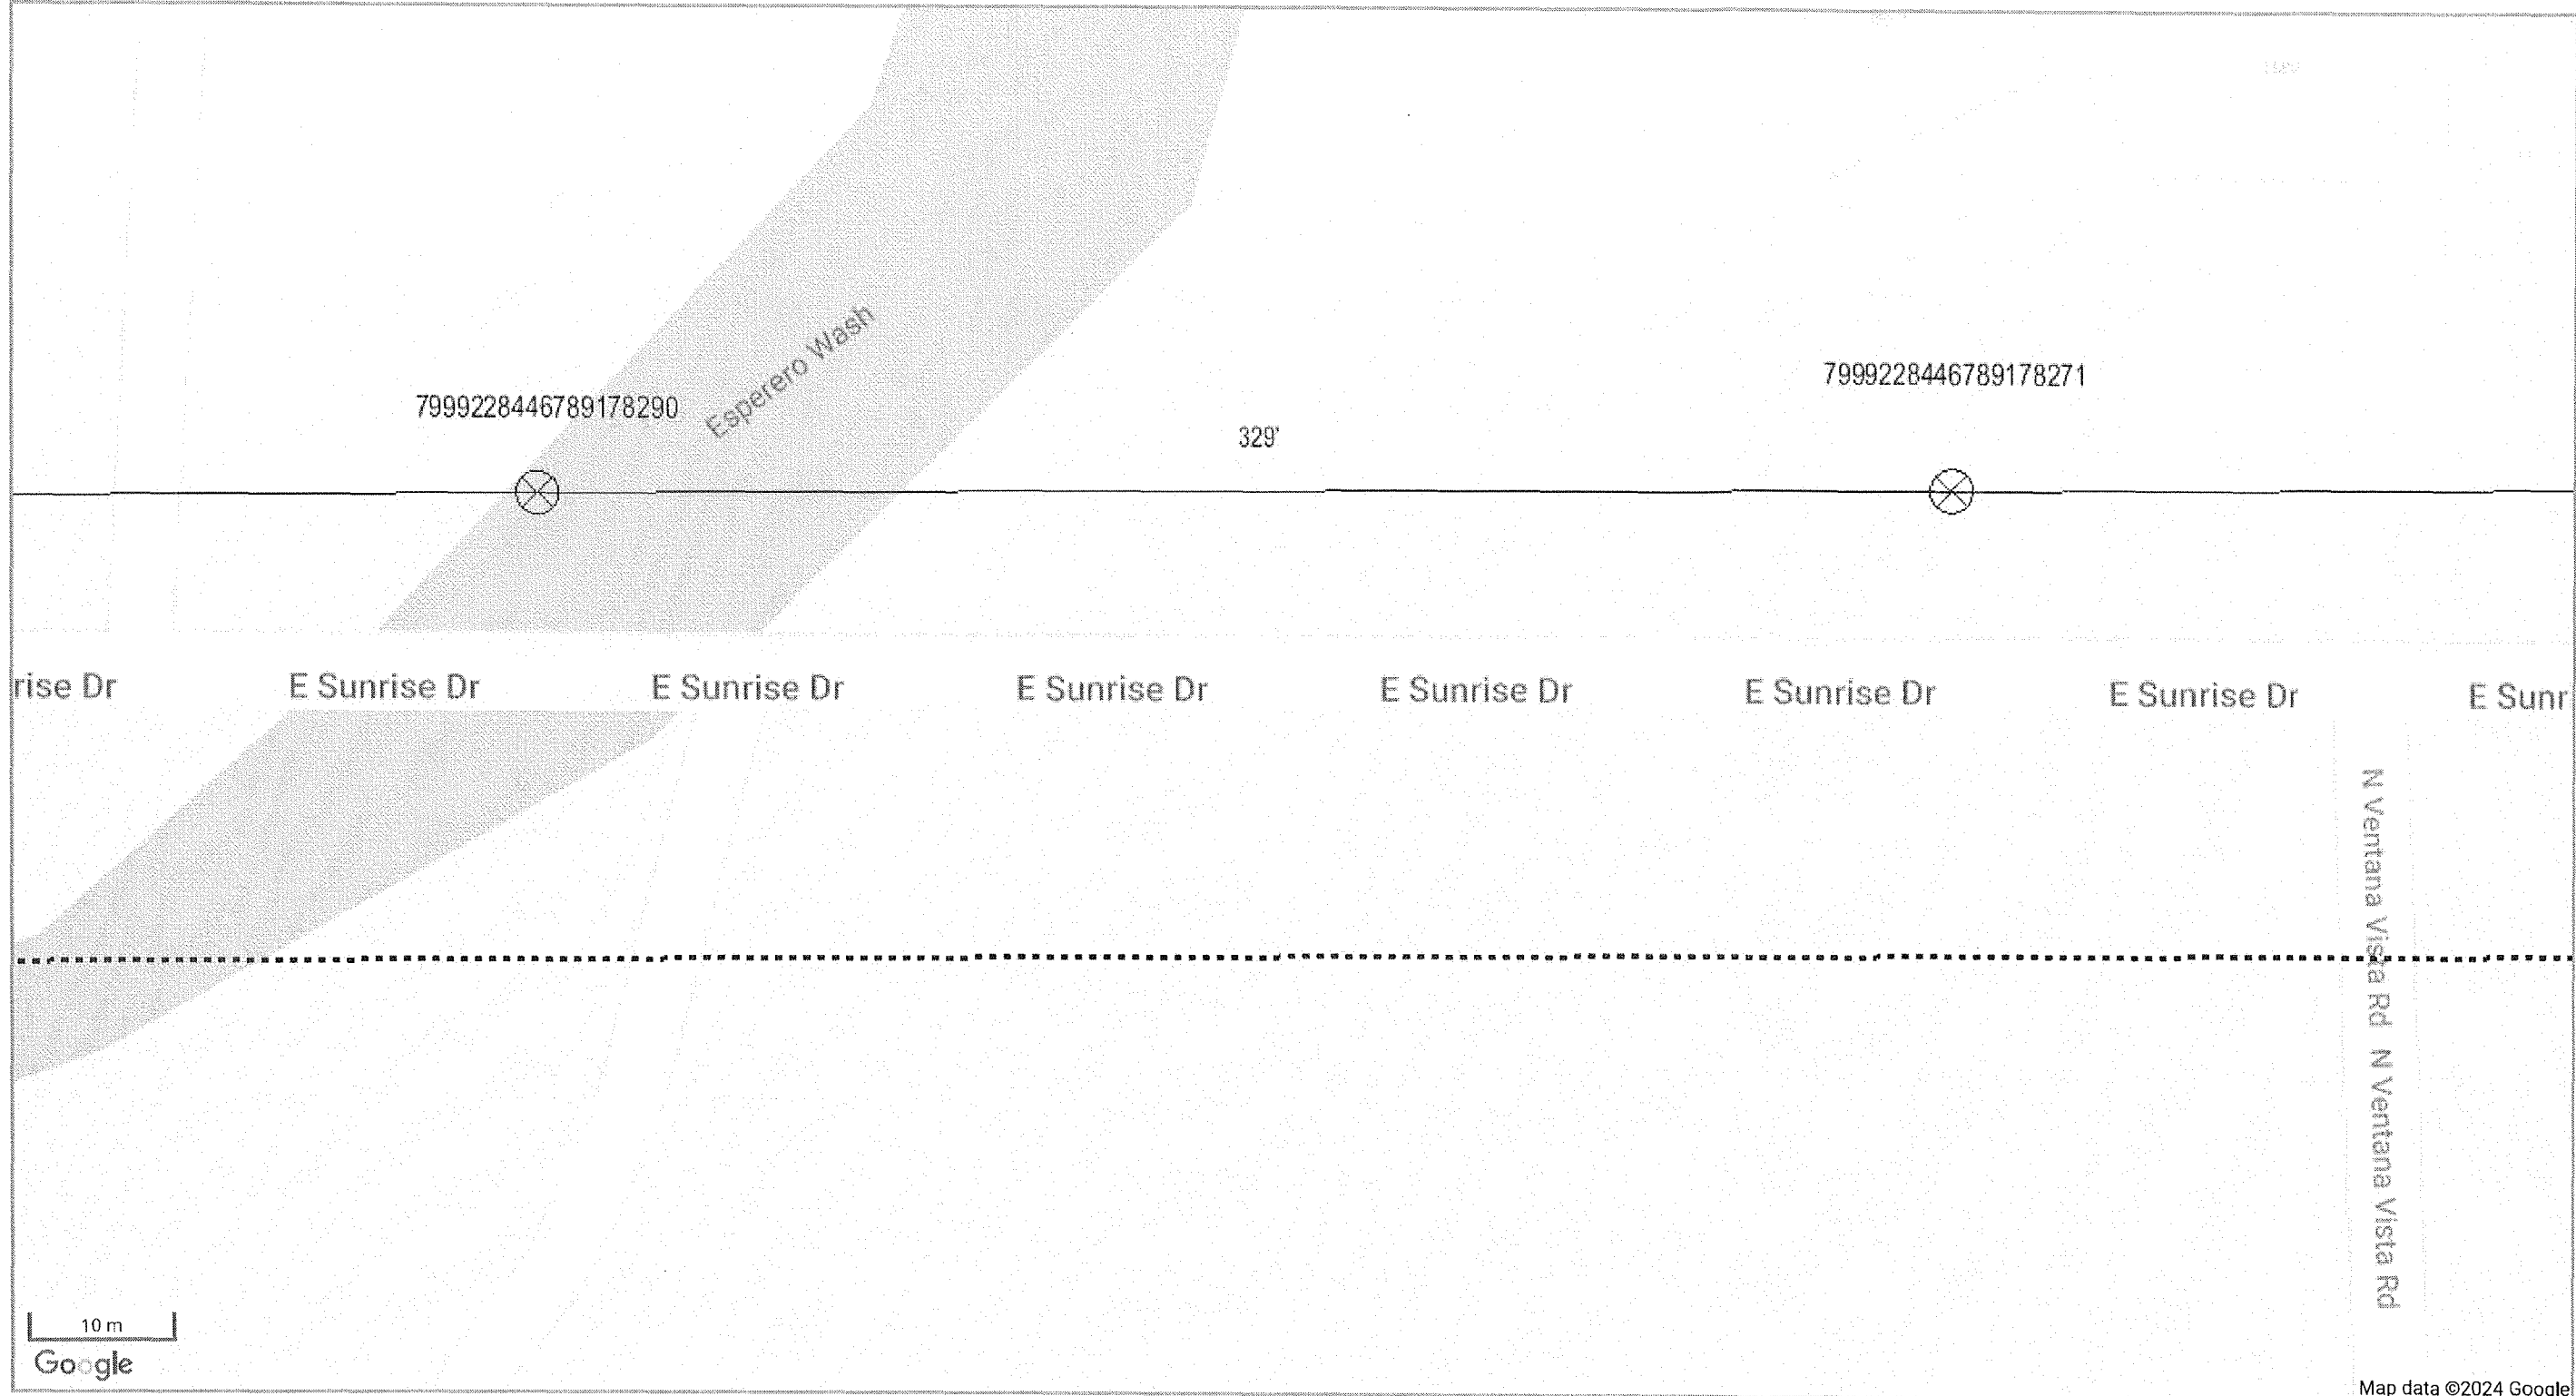 Esperero Wash
7999228446789178271
7999228446789178290
329'
rise Dr
E Sunrise Dr
E Sunrise Dr
E Sunrise Dr
E Sunrise Dr
E Sunrise Dr
E Sunrise Dr
E Sunr
N Ventana Vista Rd
N Ventana Vista Rd
10 m
Google
Map data ©2024 Google